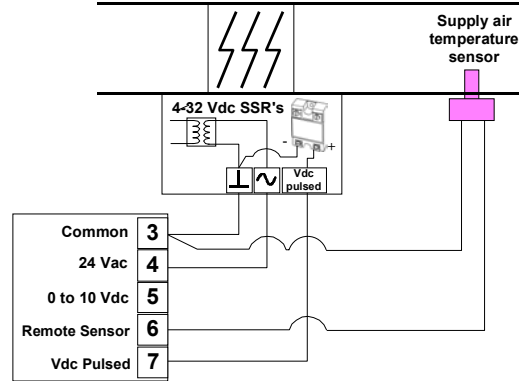 Supply air
temperature
sensor
4-32 Vdc SSR's
- +
Vdc
pulsed
Common 3
24 Vac 4
0 to 10 Vdc 5
Remote Sensor 6
Vdc Pulsed 7